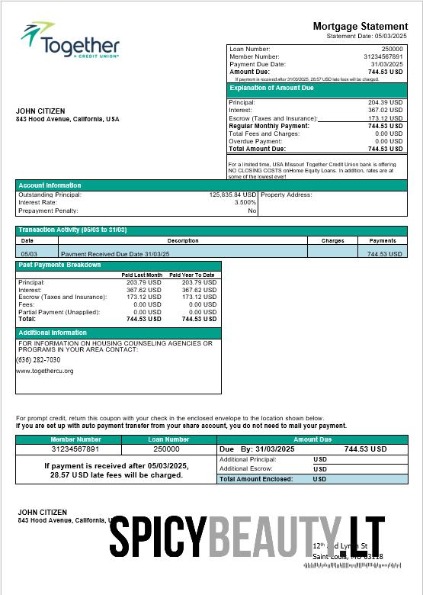 Together
CREDIT UNION
Mortgage Statement
Statement Date: 05/03/2025
Loan Number: 250000
Member Number: 31234567891
Payment Due Date: 31/03/2025
Amount Due: 744.53 USD
If payment is received after 31/03/2025, 28.57 USD late fees will be charged.
Explanation of Amount Due
Principal: 204.39 USD
Interest: 367.02 USD
Escrow (Taxes and Insurance): 173.12 USD
Regular Monthly Payment: 744.53 USD
Total Fees and Charges: 0.00 USD
Overdue Payment: 0.00 USD
Total Amount Due: 744.53 USD
JOHN CITIZEN
843 Hood Avenue, California, USA
For a limited time, USA Missouri Together Credit Union bank is offering
NO CLOSING COSTS onHome Equity Loans. In addition, rates are at
some of the lowest ever!
Account Information
Outstanding Principal: 125,835.84 USD Property Address:
Interest Rate: 3.500%
Prepayment Penalty: No
Transaction Activity (05/03 to 31/03)
Date Description Charges Payments
05/03 Payment Received Due Date 31/03/25 744.53 USD
Past Payments Breakdown
Paid Last Month Paid Year To Date
Principal: 203.79 USD 203.79 USD
Interest: 367.62 USD 367.62 USD
Escrow (Taxes and Insurance): 173.12 USD 173.12 USD
Fees: 0.00 USD 0.00 USD
Partial Payment (Unapplied): 0.00 USD 0.00 USD
Total: 744.53 USD 744.53 USD
Additional Information
FOR INFORMATION ON HOUSING COUNSELING AGENCIES OR
PROGRAMS IN YOUR AREA CONTACT:
(636) 282-7030
www.togethercu.org
For prompt credit, return this coupon with your check in the enclosed envelope to the location shown below.
If you are set up with auto payment transfer from your share account, you do not need to mail your payment.
Member Number Loan Number Amount Due
31234567891 250000 Due By: 31/03/2025 744.53 USD
If payment is received after 05/03/2025,
28.57 USD late fees will be charged.
Additional Principal: USD
Additional Escrow: USD
Total Amount Enclosed: USD
JOHN CITIZEN
843 Hood Avenue, California,
SPICYBEAUTY.LT
12th and Lynch St
Saint Louis, MO 63118